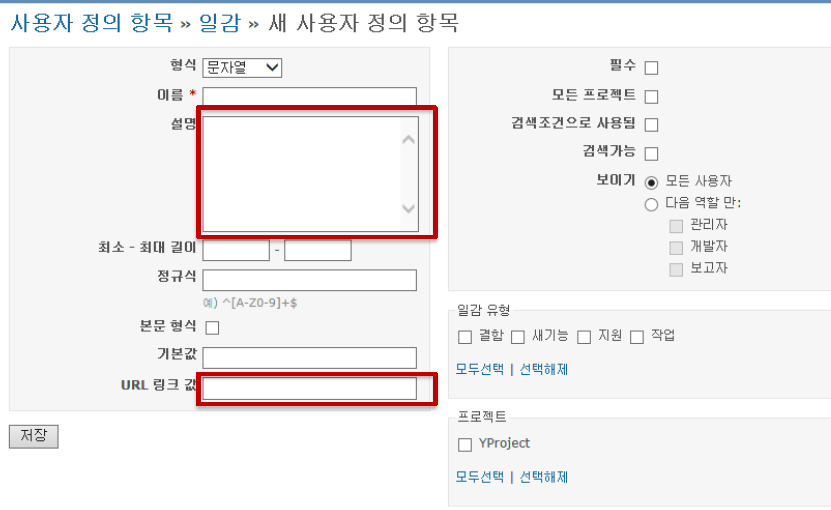 사용자 정의 항목 » 일감 » 새 사용자 정의 항목
형식 문자열
이름 *
설명
최소 - 최대 길이 -
정규식
예) ^[A-Z0-9]+$
본문 형식
기본값
URL 링크 값
저장
필수
모든 프로젝트
검색조건으로 사용됨
검색가능
보이기 모든 사용자
다음 역할 만:
관리자
개발자
보고자
일감 유형
결함 새기능 지원 작업
모두선택 | 선택해제
프로젝트
YProject
모두선택 | 선택해제